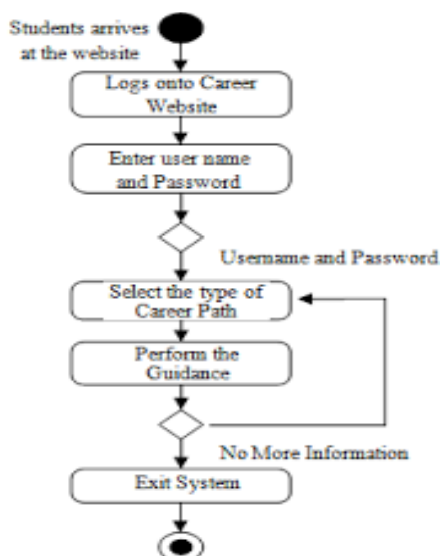 Students arrives
at the website
Logs onto Career
Website
Enter user name
and Password
Username and Password
Select the type of
Career Path
Perform the
Guidance
No More Information
Exit System